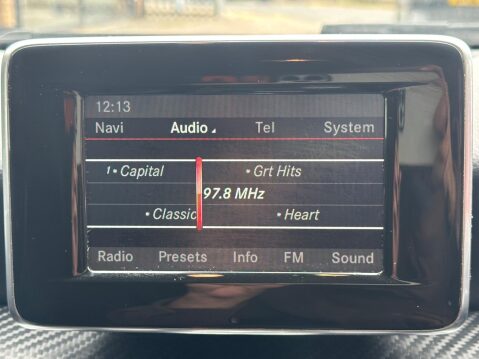 12:13
Navi Audio Tel System
1 • Capital • Grt Hits
97.8 MHz
• Classic • Heart
Radio Presets Info FM Sound